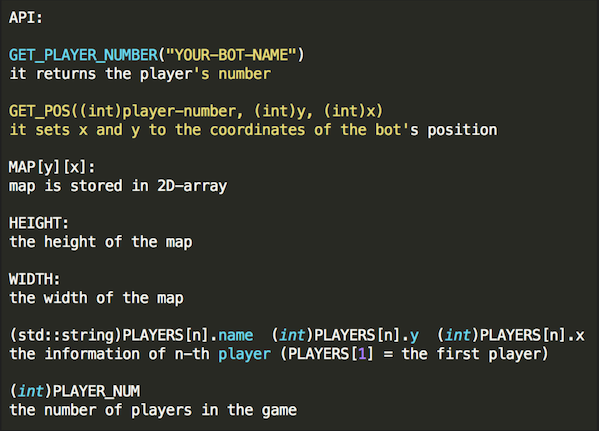 API:
GET_PLAYER_NUMBER("YOUR-BOT-NAME")
it returns the player's number
GET_POS((int)player-number, (int)y, (int)x)
it sets x and y to the coordinates of the bot's position
MAP[y][x]:
map is stored in 2D-array
HEIGHT:
the height of the map
WIDTH:
the width of the map
(std::string)PLAYERS[n].name  (int)PLAYERS[n].y  (int)PLAYERS[n].x
the information of n-th player (PLAYERS[1] = the first player)
(int)PLAYER_NUM
the number of players in the game